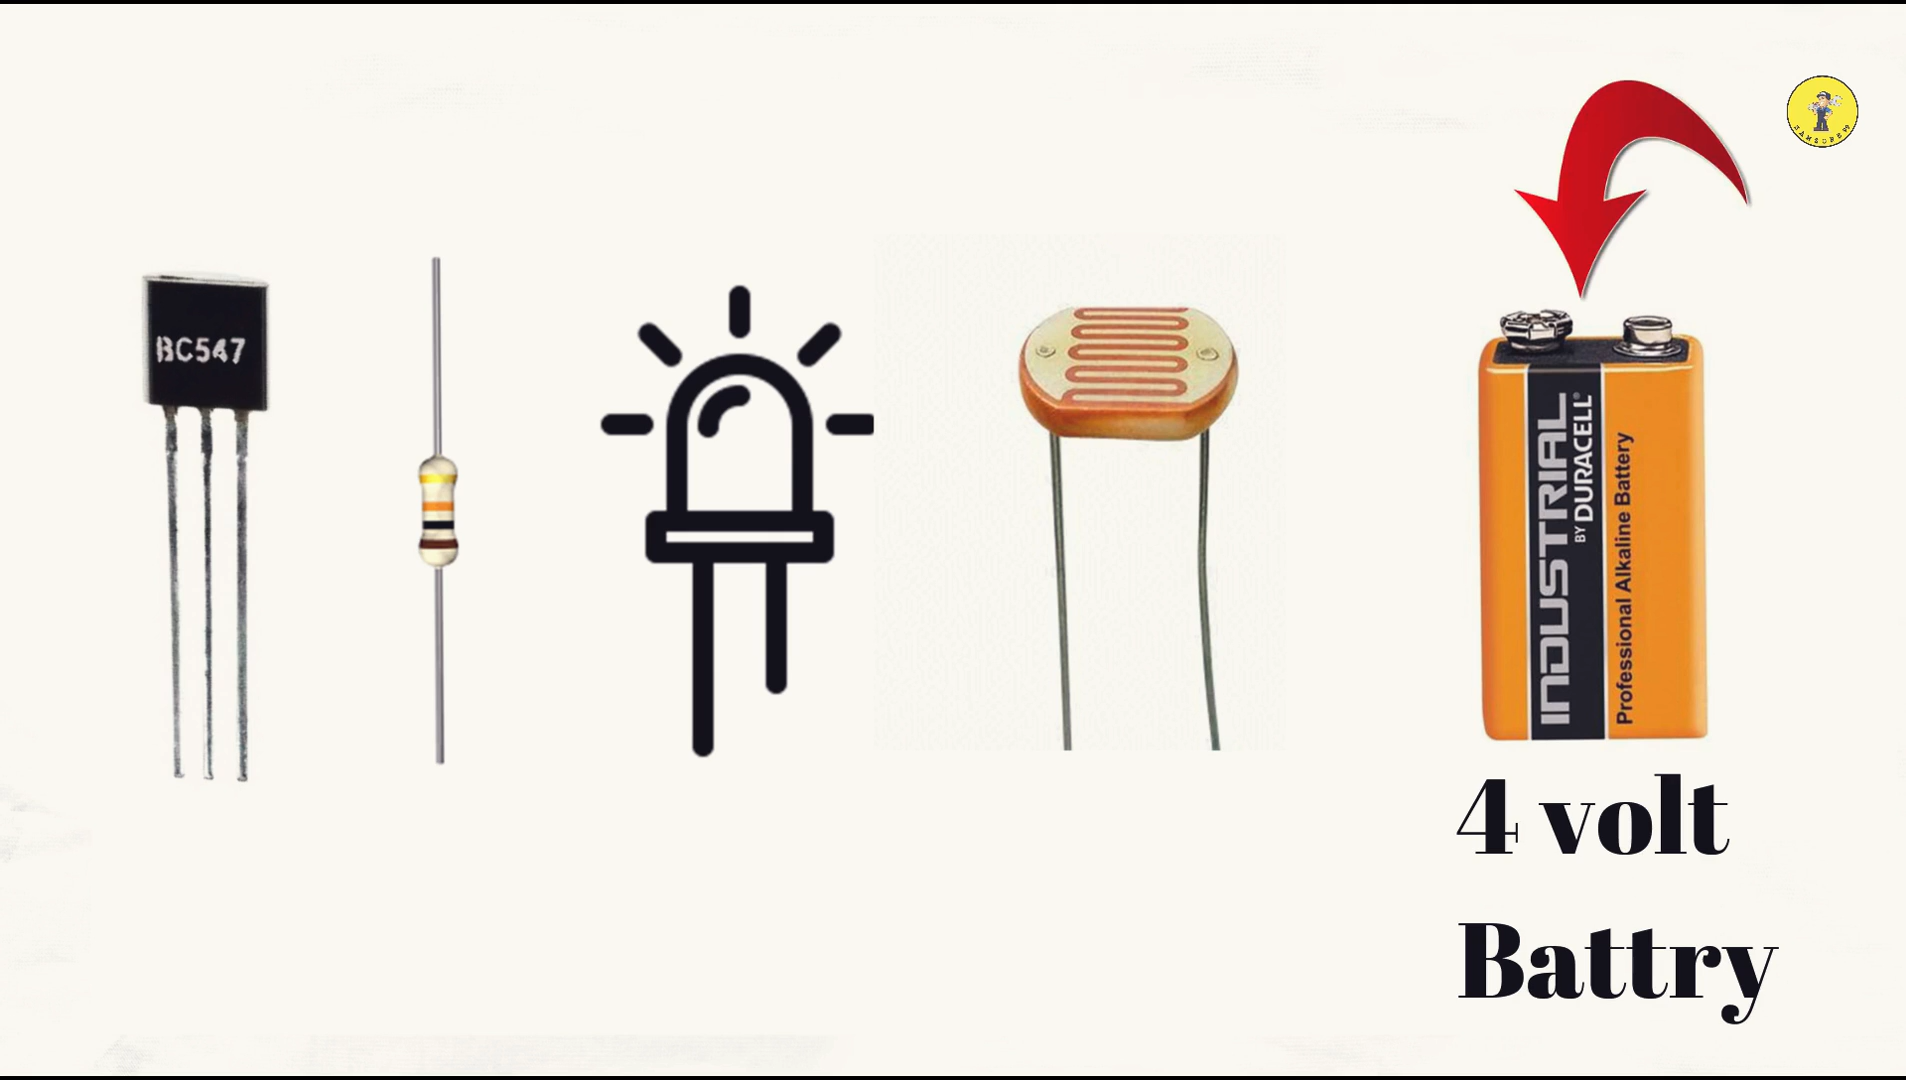 BC547
INDUSTRIAL
BY DURACELL®
Professional Alkaline Battery
4 volt
Battry